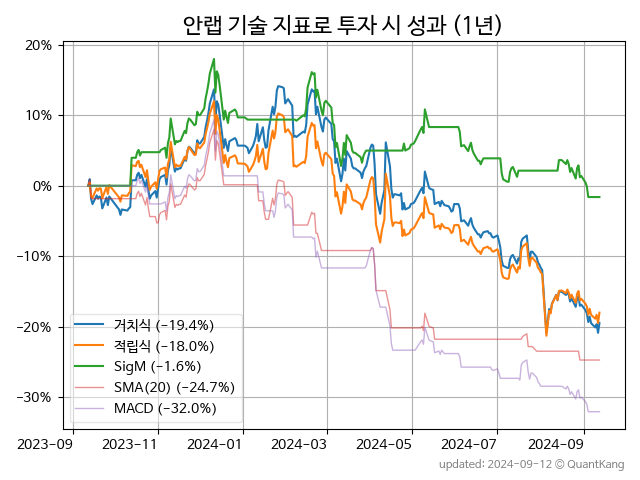 안랩 기술 지표로 투자 시 성과 (1년)
20%
10%
0%
−10%
−20%
−30%
거치식 (−19.4%)
적립식 (−18.0%)
SigM (−1.6%)
SMA(20) (−24.7%)
MACD (−32.0%)
2023-09 2023-11 2024-01 2024-03 2024-05 2024-07 2024-09
updated: 2024-09-12 © QuantKang